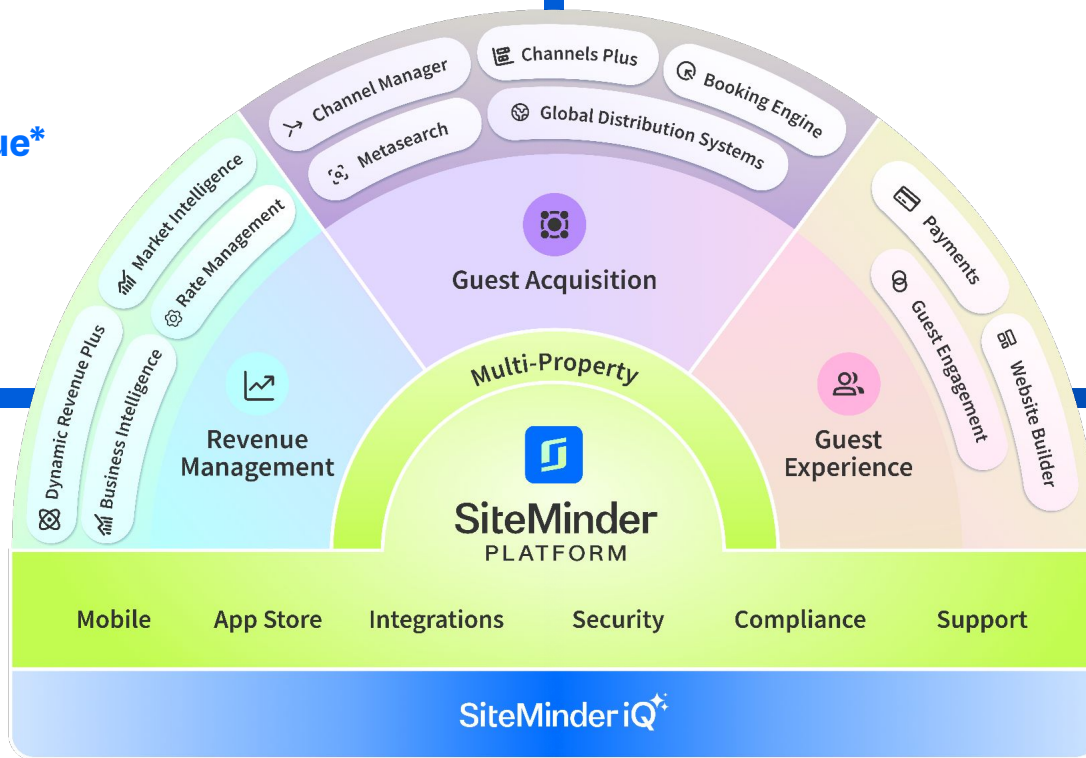 ue*
Channel Manager
Channels Plus
Booking Engine
Metasearch
Global Distribution Systems
Market Intelligence
Rate Management
Dynamic Revenue Plus
Business Intelligence
Payments
Guest Engagement
Website Builder
Guest Acquisition
Revenue
Management
Guest
Experience
Multi-Property
SiteMinder
PLATFORM
Mobile
App Store
Integrations
Security
Compliance
Support
SiteMinder iQ